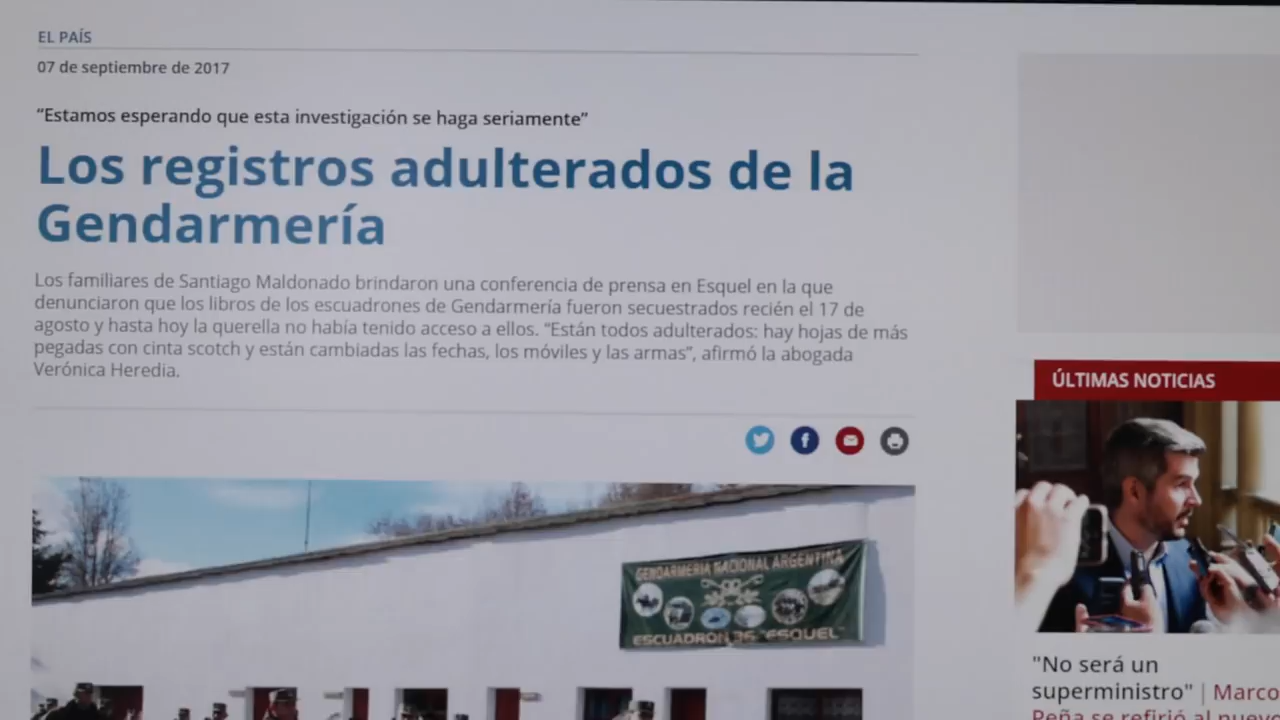 EL PAÍS
07 de septiembre de 2017
“Estamos esperando que esta investigación se haga seriamente”
Los registros adulterados de la
Gendarmería
Los familiares de Santiago Maldonado brindaron una conferencia de prensa en Esquel en la que
denunciaron que los libros de los escuadrones de Gendarmería fueron secuestrados recién el 17 de
agosto y hasta hoy la querella no había tenido acceso a ellos. “Están todos adulterados: hay hojas de más
pegadas con cinta scotch y están cambiadas las fechas, los móviles y las armas”, afirmó la abogada
Verónica Heredia.
ÚLTIMAS NOTICIAS
GENDARMERIA NACIONAL ARGENTINA
ESCUADRON 36 "ESQUEL"
"No será un
superministro" | Marco
Peña se refirió al nuevo